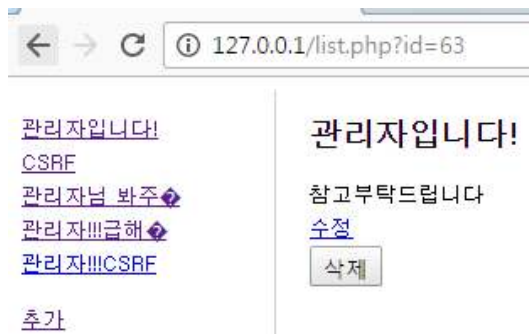 127.0.0.1/list.php?id=63
관리자입니다!
CSRF
관리자님 봐주�
관리자!!!급해�
관리자!!!CSRF
추가
관리자입니다!
참고부탁드립니다
수정
삭제